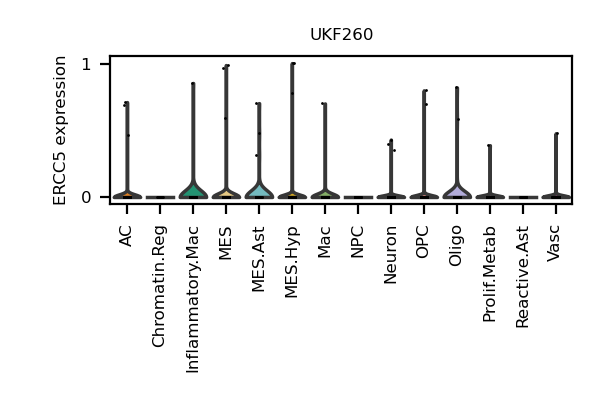 UKF260
ERCC5 expression
1
0
AC
Chromatin.Reg
Inflammatory.Mac
MES
MES.Ast
MES.Hyp
Mac
NPC
Neuron
OPC
Oligo
Prolif.Metab
Reactive.Ast
Vasc